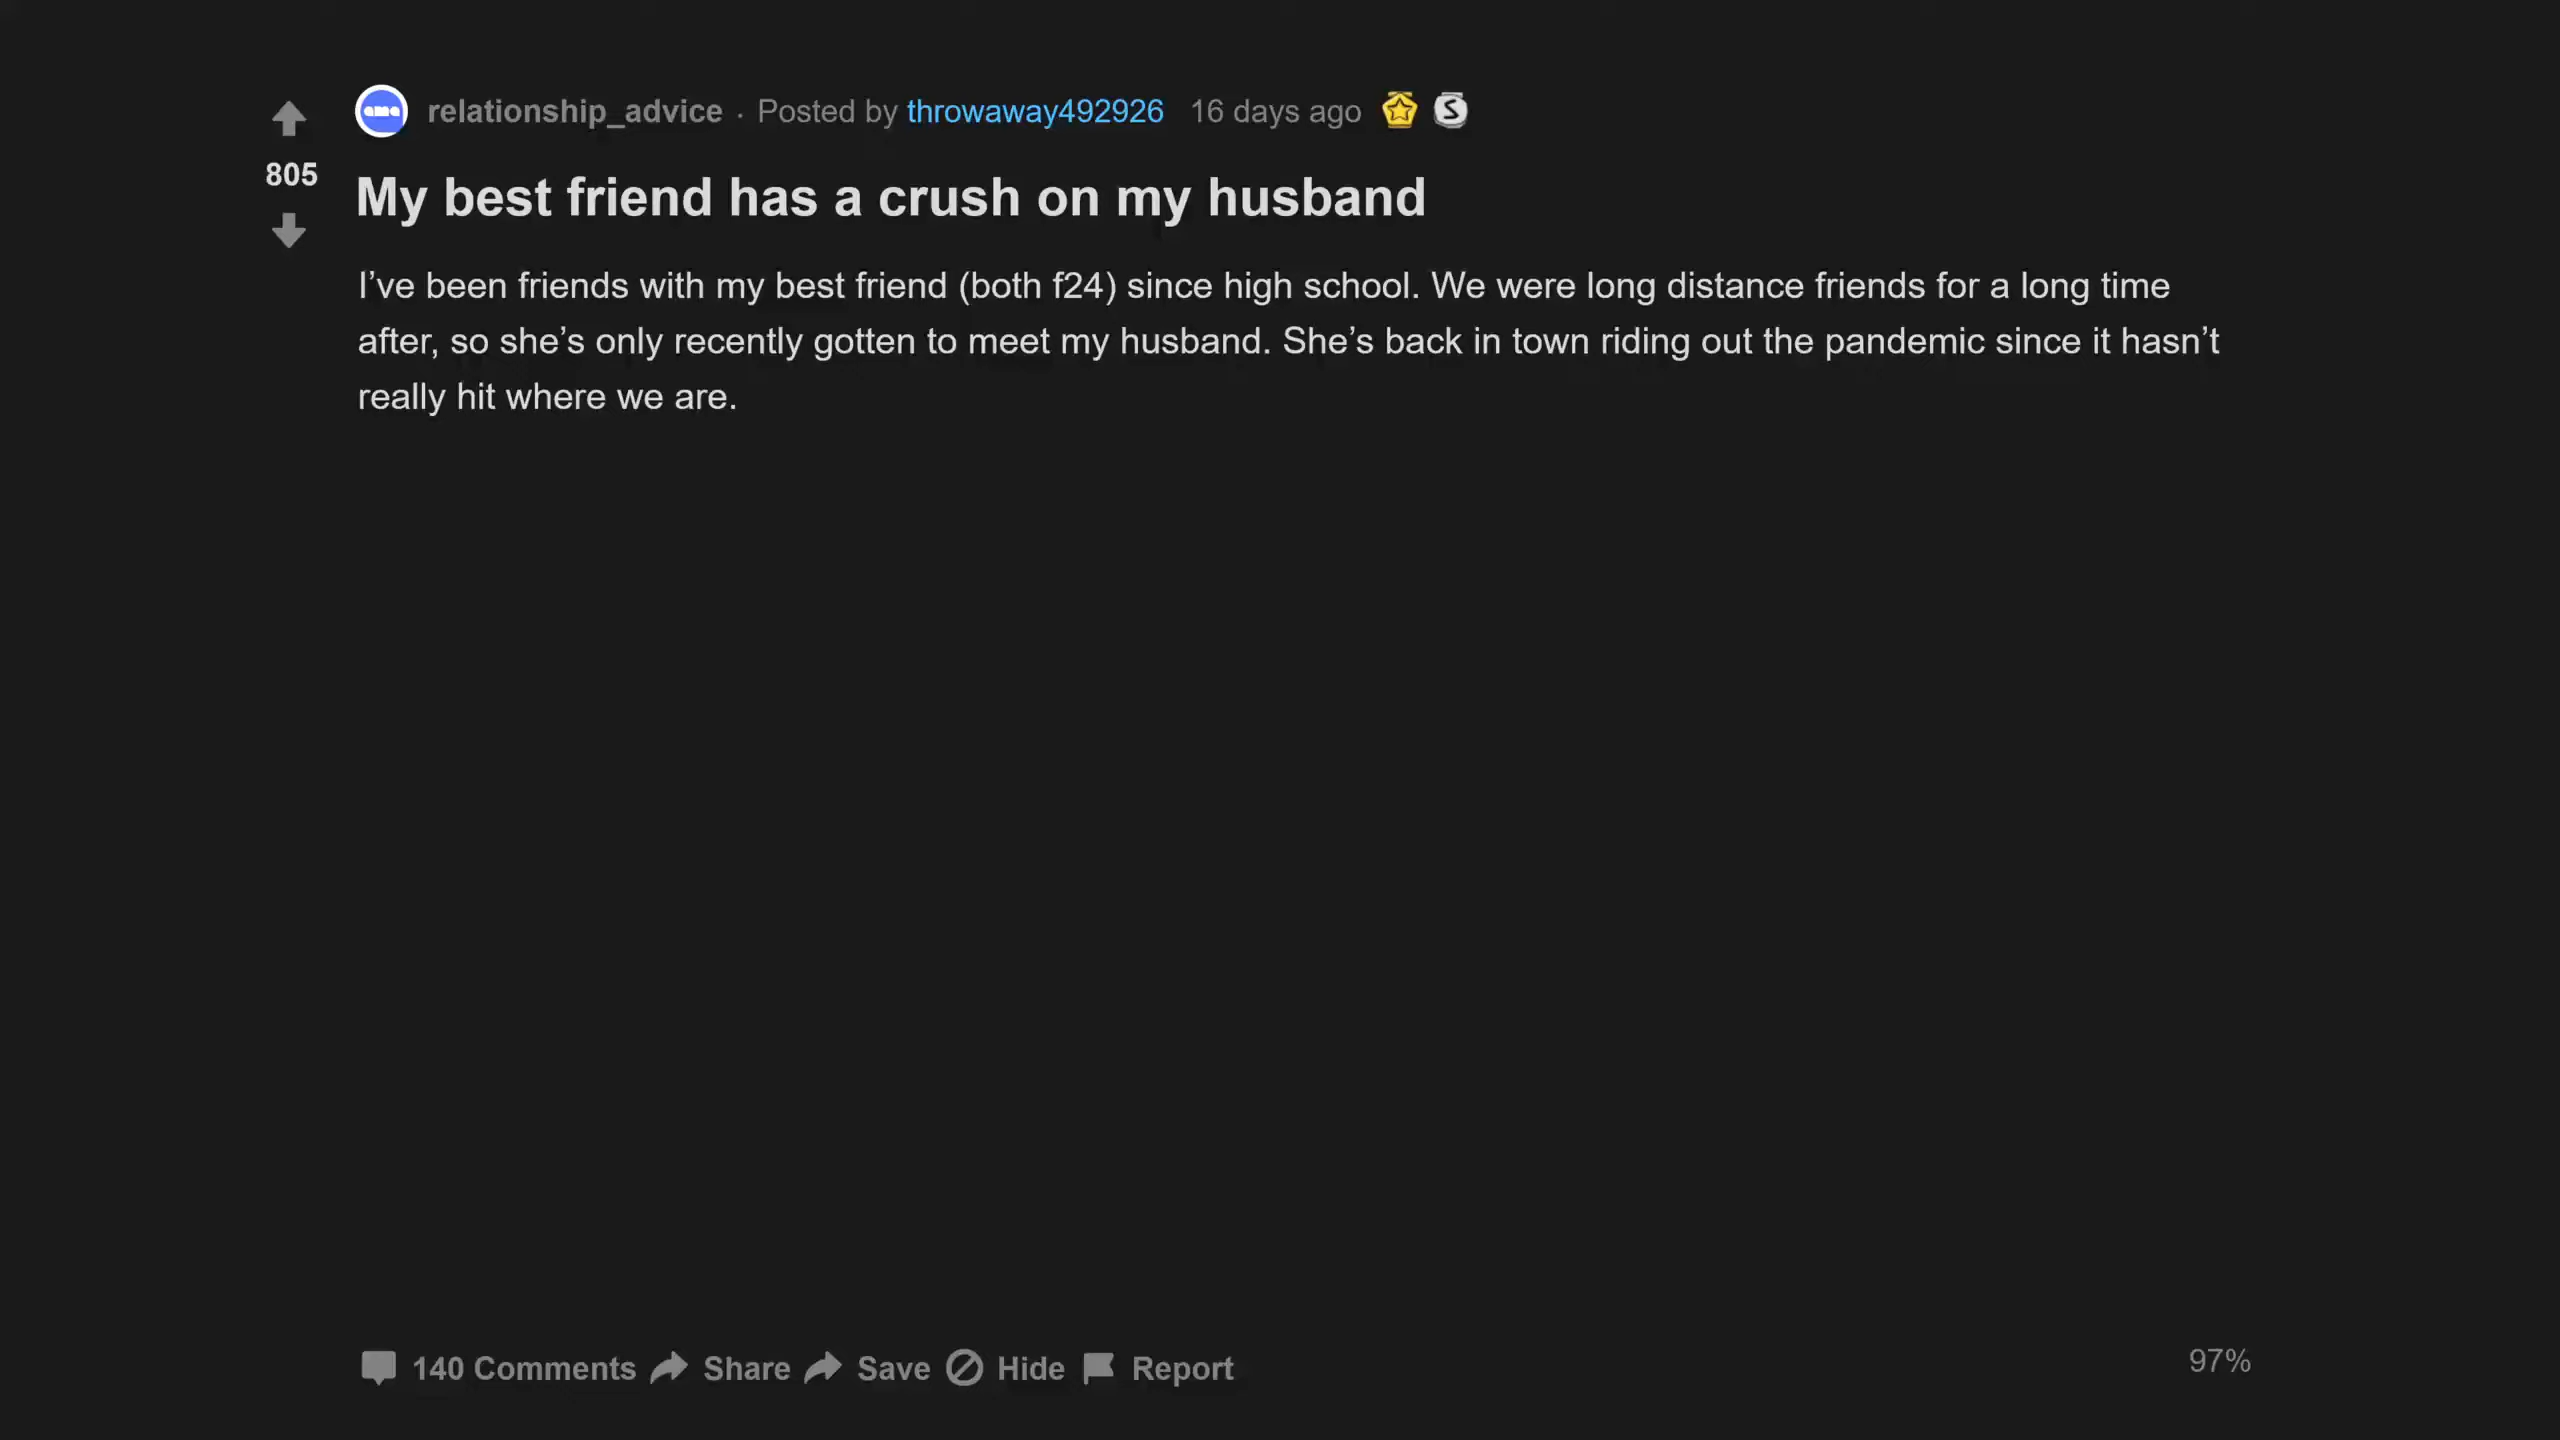 relationship_advice · Posted by throwaway492926 16 days ago
805
My best friend has a crush on my husband
I’ve been friends with my best friend (both f24) since high school. We were long distance friends for a long time
after, so she’s only recently gotten to meet my husband. She’s back in town riding out the pandemic since it hasn’t
really hit where we are.
140 Comments Share Save Hide Report
97%